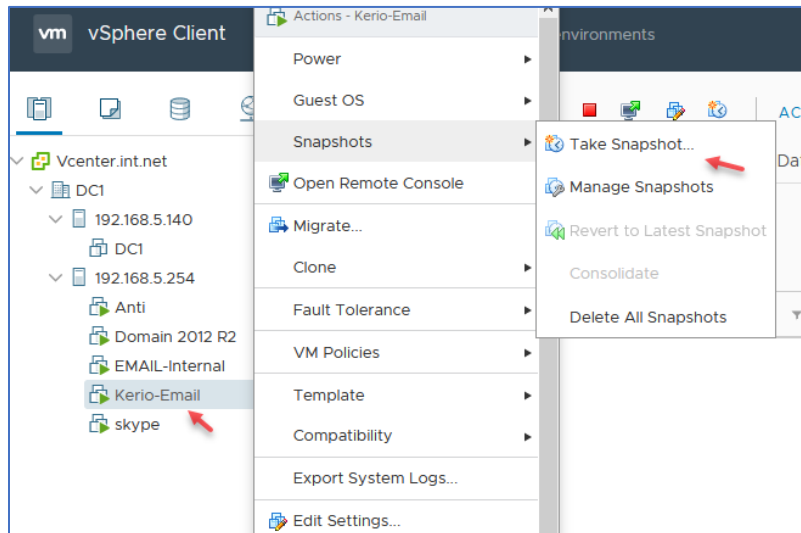 vm vSphere Client
Vcenter.int.net
DC1
192.168.5.140
DC1
192.168.5.254
Anti
Domain 2012 R2
EMAIL-Internal
Kerio-Email
skype
Actions - Kerio-Email
Power
Guest OS
Snapshots
Open Remote Console
Migrate...
Clone
Fault Tolerance
VM Policies
Template
Compatibility
Export System Logs...
Edit Settings...
Take Snapshot...
Manage Snapshots
Revert to Latest Snapshot
Consolidate
Delete All Snapshots
nvironments
AC
Da